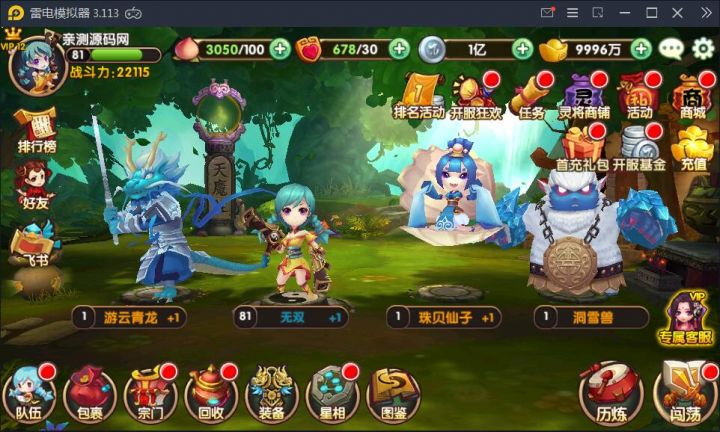 雷电模拟器 3.113
VIP 12
亲测源码网
81
战斗力:22115
3050/100
678/30
1亿
9996万
排行榜
好友
飞书
1
排名活动
开服狂欢
任务
灵
灵将商铺
礼
活动
商
商城
首充礼包
开服基金
充值
天魔
1 游云青龙 +1
81 无双 +1
1 珠贝仙子 +1
1 洞雪兽
VIP
专属客服
队伍
包裹
宗门
回收
装备
星相
图鉴
历炼
闯荡